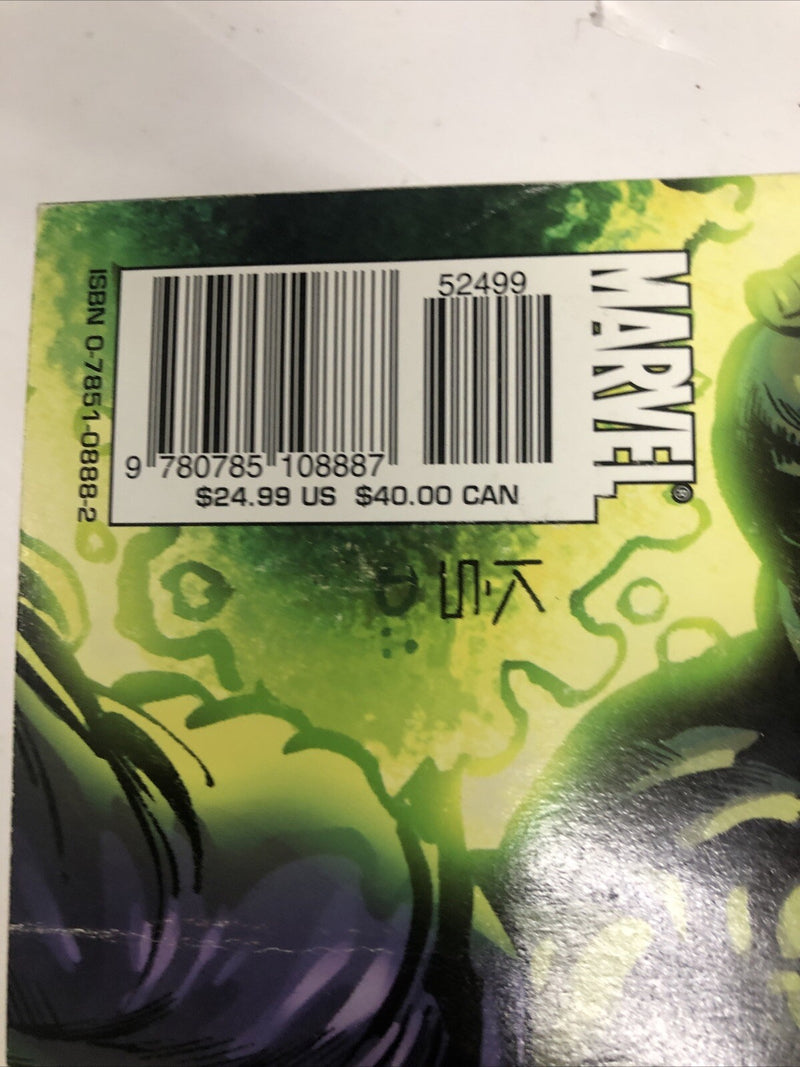 ISBN 0-7851-0888-2
52499
MARVEL®
9 780785 108887
$24.99 US $40.00 CAN